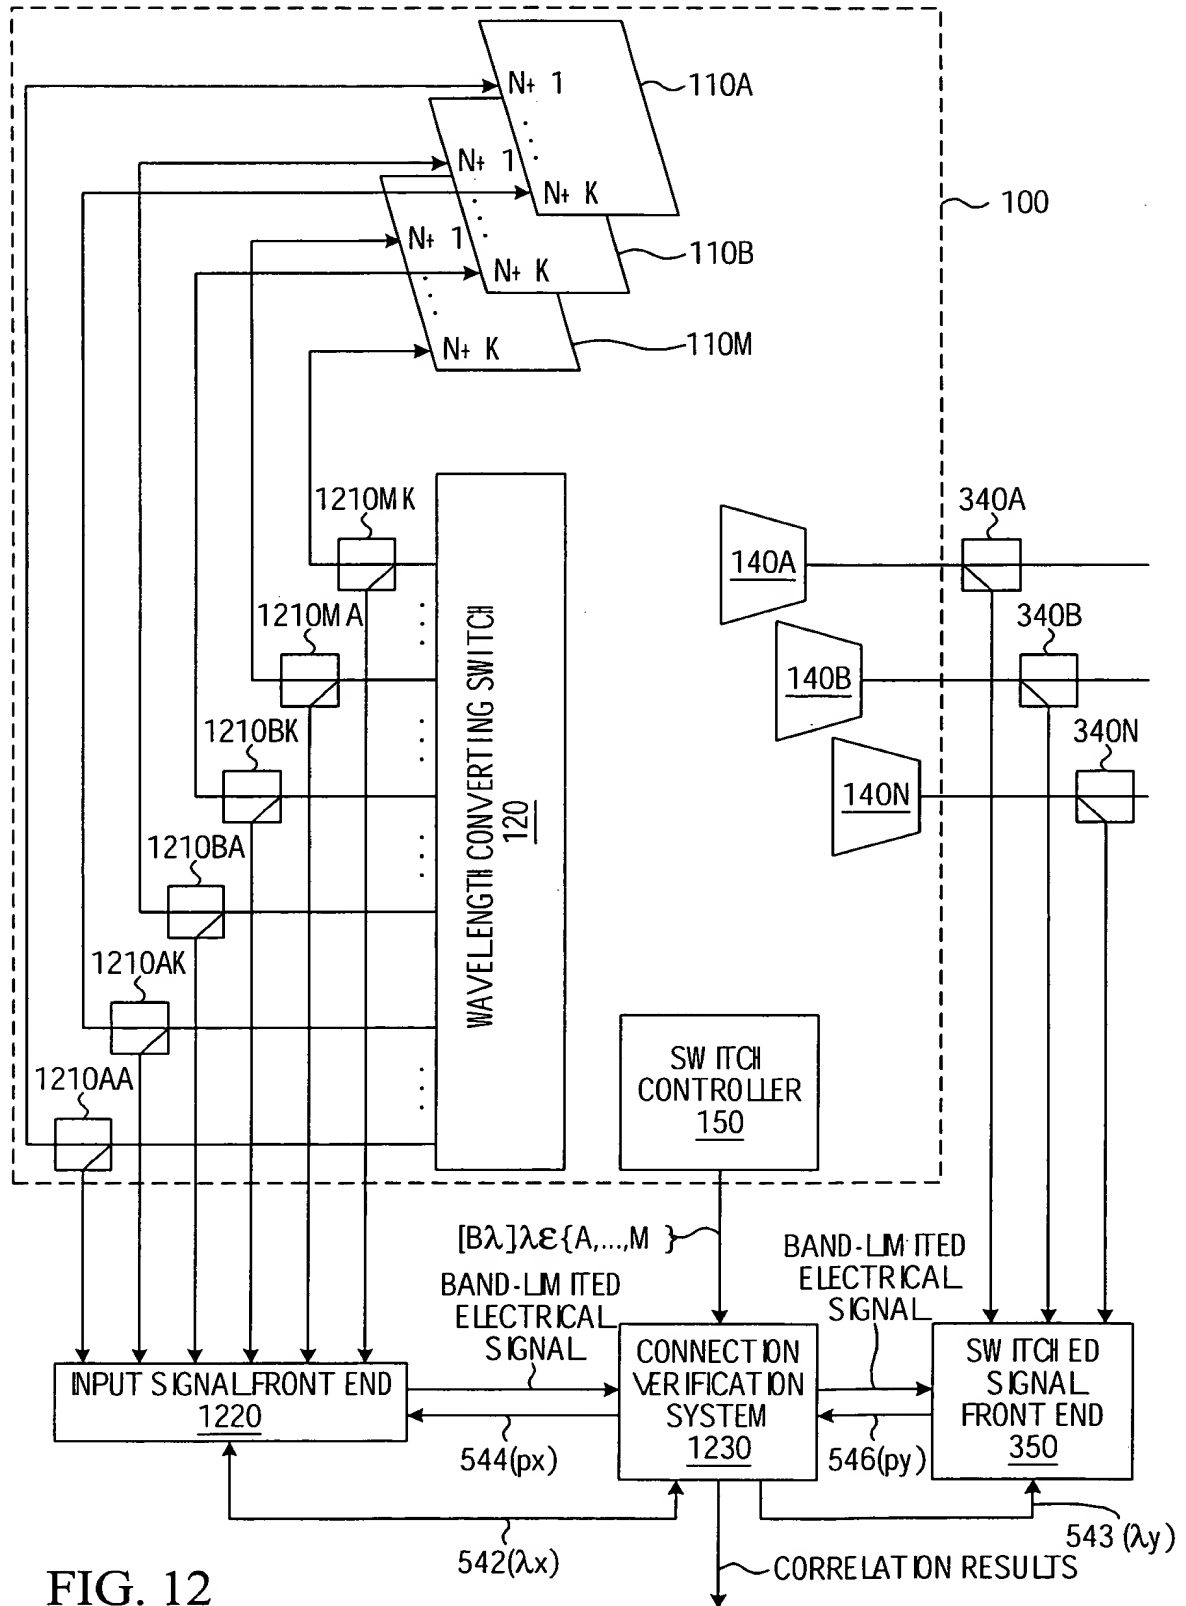 N+ 1
110A
N+ 1
N+ K
100
N+ 1
110B
N+ K
110M
N+ K
1210MK
340A
140A
1210MA
340B
140B
1210BK
340N
140N
WAVELENGTH CONVERTING SWITCH
120
1210BA
1210AK
SWITCH
CONTROLLER
150
1210AA
[Bλ],λε{A,...,M }
BAND-LIMITED
ELECTRICAL
SIGNAL
BAND-LIMITED
ELECTRICAL
SIGNAL
INPUT SIGNAL FRONT END
1220
CONNECTION
VERIFICATION
SYSTEM
1230
SWITCHED
SIGNAL
FRONT END
350
544(px)
546(py)
542(λx)
543(λy)
CORRELATION RESULTS
FIG. 12